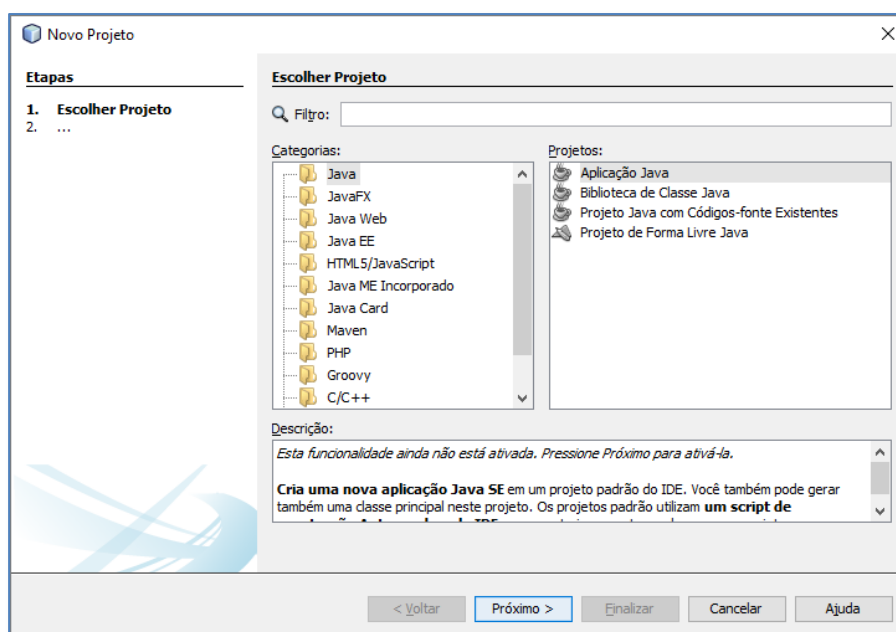 Novo Projeto
Etapas
1. Escolher Projeto
2. ...
Escolher Projeto
Filtro:
Categorias:
Java
JavaFX
Java Web
Java EE
HTML5/JavaScript
Java ME Incorporado
Java Card
Maven
PHP
Groovy
C/C++
Projetos:
Aplicação Java
Biblioteca de Classe Java
Projeto Java com Códigos-fonte Existentes
Projeto de Forma Livre Java
Descrição:
Esta funcionalidade ainda não está ativada. Pressione Próximo para ativá-la.
Cria uma nova aplicação Java SE em um projeto padrão do IDE. Você também pode gerar
também uma classe principal neste projeto. Os projetos padrão utilizam um script de
< Voltar
Próximo >
Finalizar
Cancelar
Ajuda